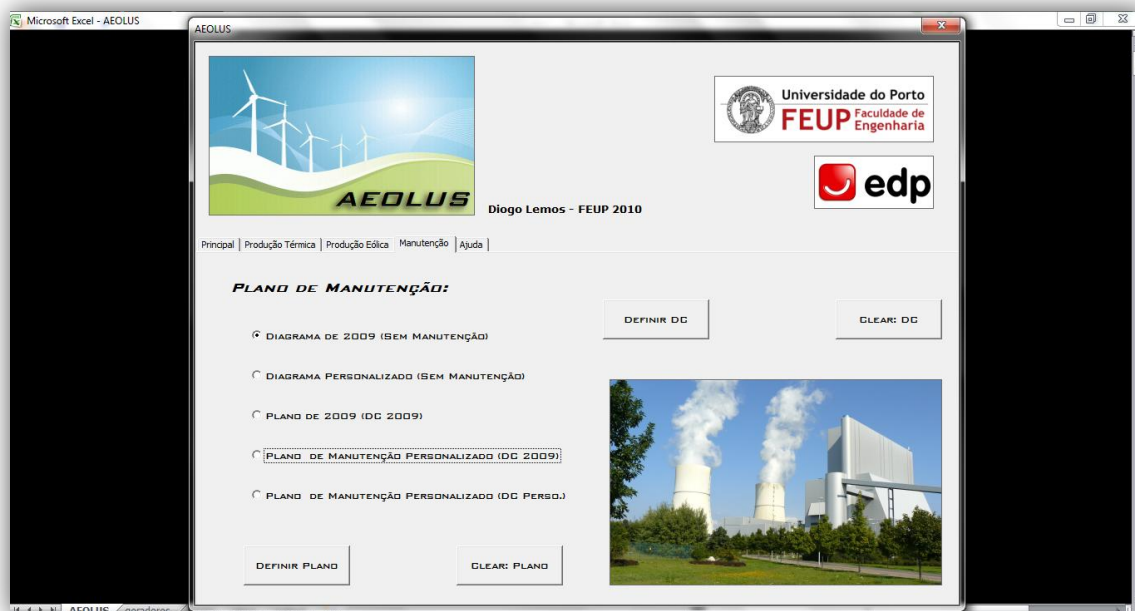 Microsoft Excel - AEOLUS
AEOLUS
Universidade do Porto
FEUP Faculdade de
Engenharia
edp
AEOLUS
Diogo Lemos - FEUP 2010
Principal Produção Térmica Produção Eólica Manutenção Ajuda
PLANO DE MANUTENÇÃO:
DEFINIR DC
CLEAR: DC
DIAGRAMA DE 2009 (SEM MANUTENÇÃO)
DIAGRAMA PERSONALIZADO (SEM MANUTENÇÃO)
PLANO DE 2009 (DC 2009)
PLANO DE MANUTENÇÃO PERSONALIZADO (DC 2009)
PLANO DE MANUTENÇÃO PERSONALIZADO (DC PERSO.)
DEFINIR PLANO
CLEAR: PLANO
AEOLUS geradores